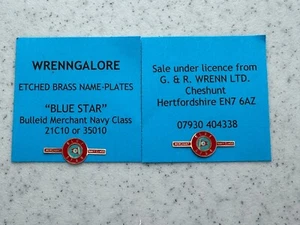 WRENNGALORE
ETCHED BRASS NAME-PLATES
"BLUE STAR"
Bulleid Merchant Navy Class
21C10 or 35010
Sale under licence from
G. & R. WRENN LTD.
Cheshunt
Hertfordshire EN7 6AZ
07930 404338